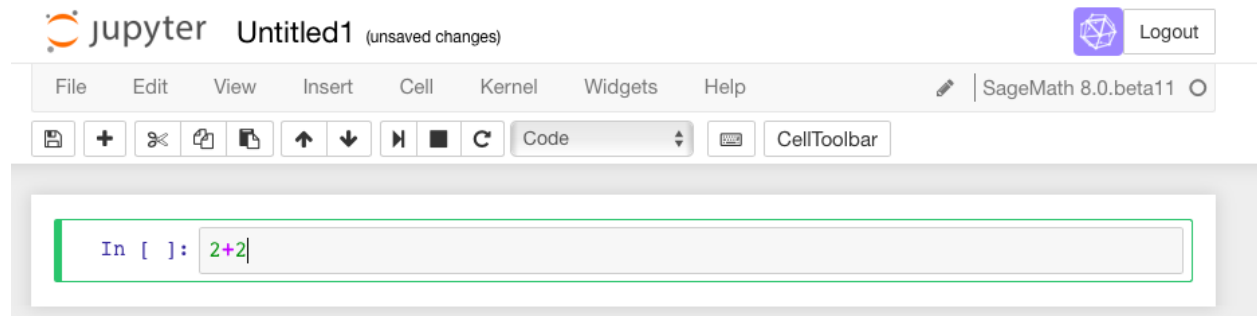 jupyter Untitled1 (unsaved changes) Logout
File Edit View Insert Cell Kernel Widgets Help SageMath 8.0.beta11
Code CellToolbar
In [ ]: 2+2